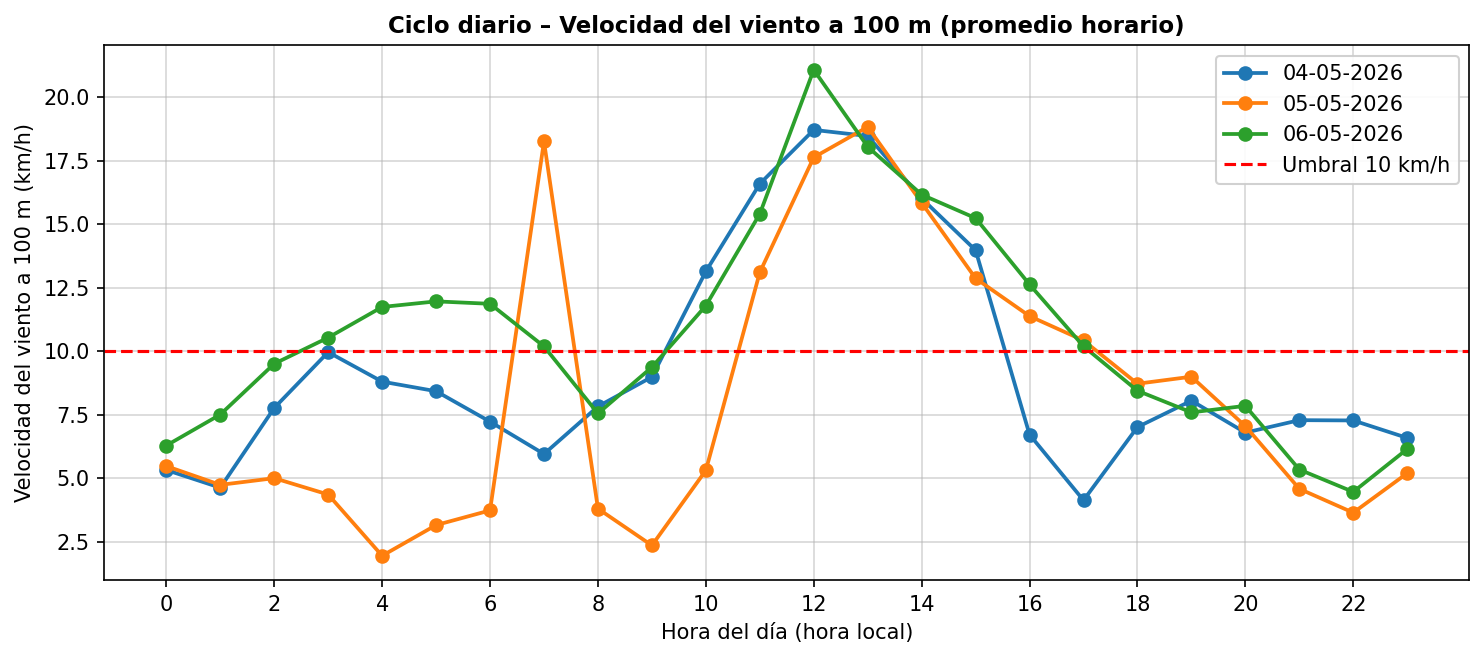 Ciclo diario – Velocidad del viento a 100 m (promedio horario)
04-05-2026
05-05-2026
06-05-2026
Umbral 10 km/h
Velocidad del viento a 100 m (km/h)
20.0
17.5
15.0
12.5
10.0
7.5
5.0
2.5
0 2 4 6 8 10 12 14 16 18 20 22
Hora del día (hora local)